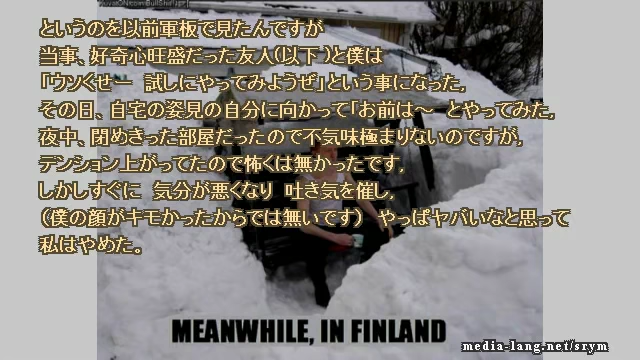 というのを以前軍板で見たんですが
当事、好奇心旺盛だった友人(以下 )と僕は
「ウソくせー　試しにやってみようぜ」という事になった,
その日、自宅の姿見の自分に向かって「お前は～　とやってみた,
夜中、閉めきった部屋だったので不気味極まりないのですが,
テンション上がってたので怖くは無かったです,
しかしすぐに　気分が悪くなり　吐き気を催し,
（僕の顔がキモかったからでは無いです）　やっぱヤバいなと思って
私はやめた。
MEANWHILE, IN FINLAND
media-lang.net/srym